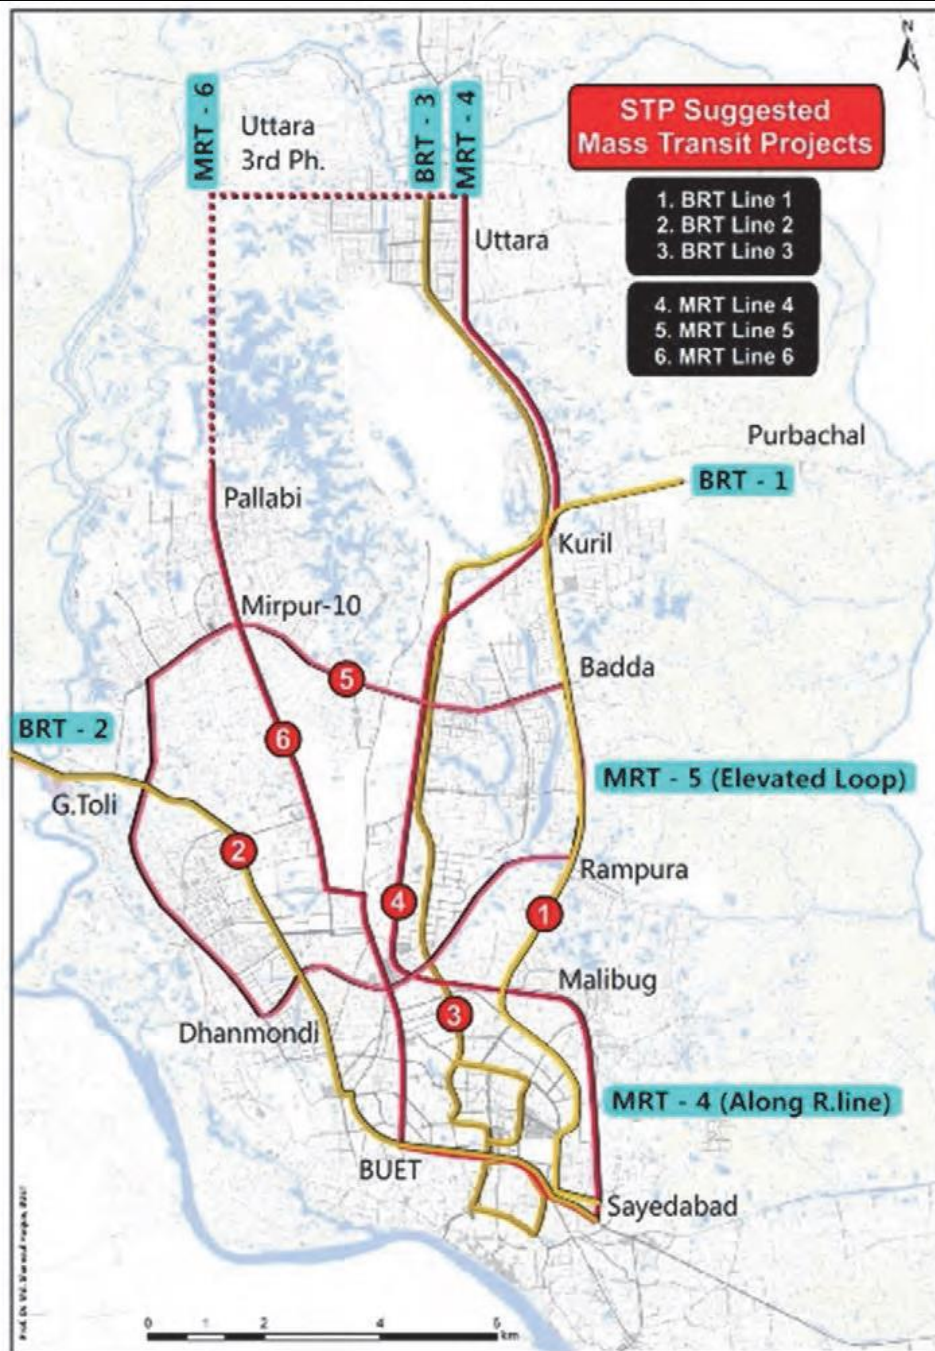 N
STP Suggested
Mass Transit Projects
1. BRT Line 1
2. BRT Line 2
3. BRT Line 3
4. MRT Line 4
5. MRT Line 5
6. MRT Line 6
MRT - 6
Uttara
3rd Ph.
BRT - 3
MRT - 4
Uttara
Purbachal
BRT - 1
Pallabi
Kuril
Mirpur-10
5
Badda
BRT - 2
6
MRT - 5 (Elevated Loop)
G.Toli
2
Rampura
4
1
Malibug
3
Dhanmondi
MRT - 4 (Along R.line)
BUET
Sayedabad
0 1 2 4 6
km